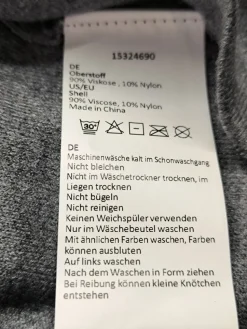 15324690
DE
Oberstoff
90% Viskose, 10% Nylon
US/EU
Shell
90% Viscose, 10% Nylon
Made in China
30°
DE
Maschinenwäsche kalt im Schonwaschgang
Nicht bleichen
Nicht im Wäschetrockner trocknen, im
Liegen trocknen
Nicht bügeln
Nicht reinigen
Keinen Weichspüler verwenden
Nur im Wäschebeutel waschen
Mit ähnlichen Farben waschen, Farben
können ausbluten
Auf links waschen
Nach dem Waschen in Form ziehen
Bei Reibung können kleine Knötchen
entstehen